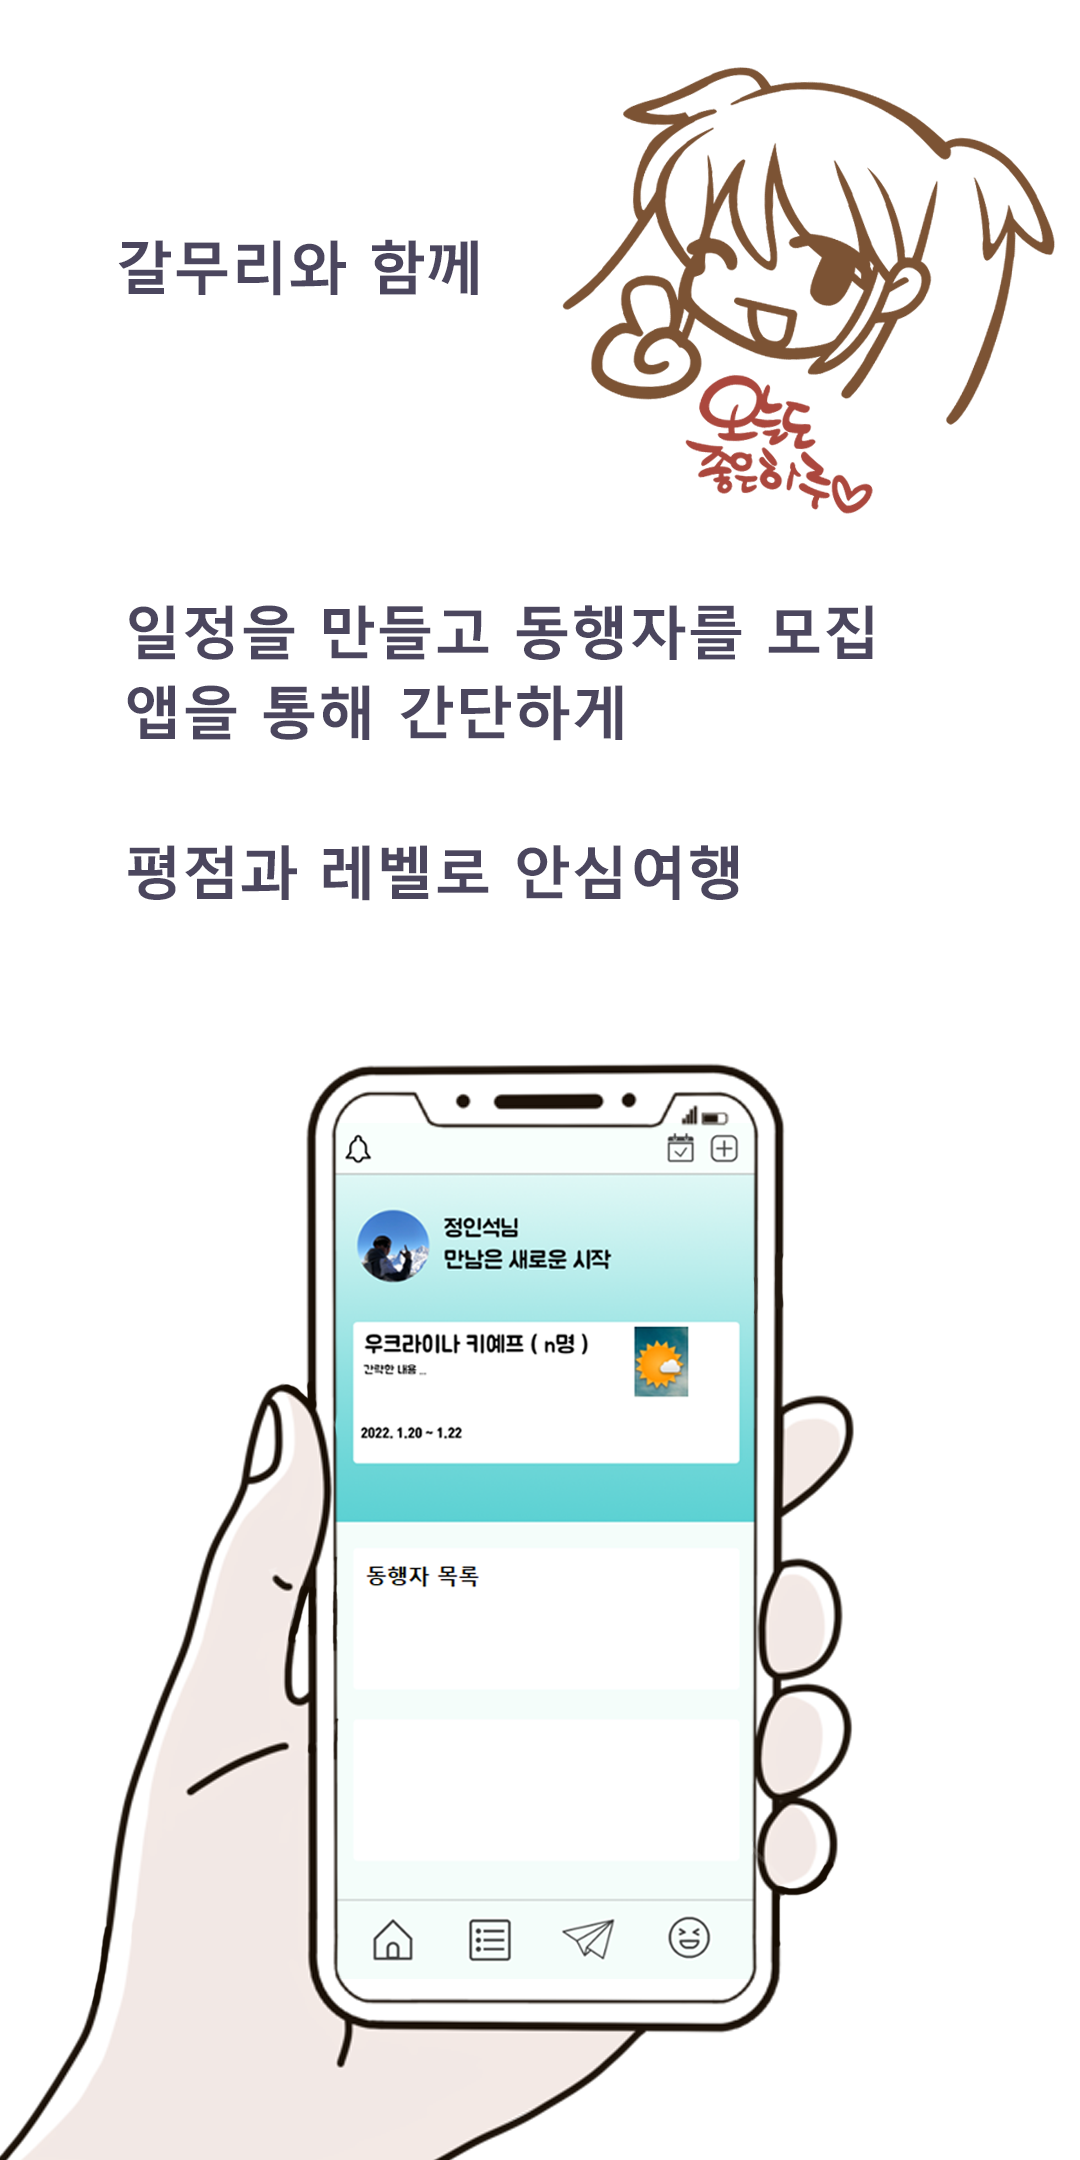 갈무리와 함께
오늘도
좋은하루♡
일정을 만들고 동행자를 모집
앱을 통해 간단하게
평점과 레벨로 안심여행
정인석님
만남은 새로운 시작
우크라이나 키예프 ( n명 )
간략한 내용 ...
2022. 1.20 ~ 1.22
동행자 목록